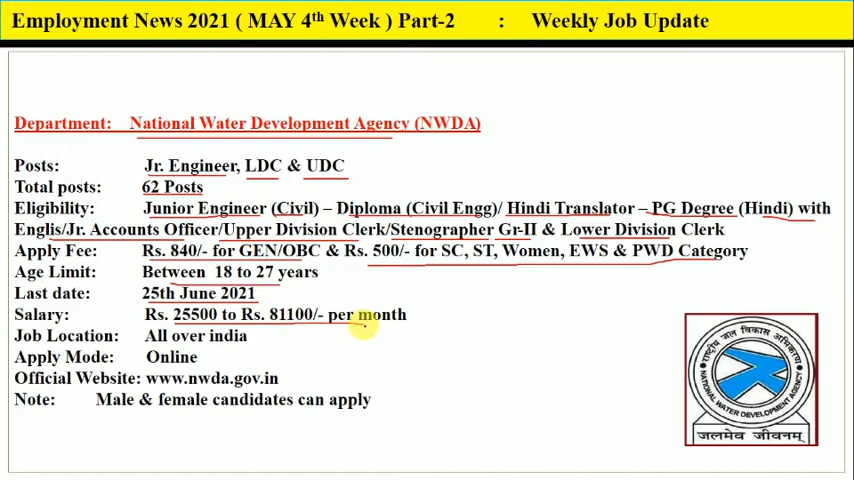 Employment News 2021 ( MAY 4th Week ) Part-2 : Weekly Job Update
Department: National Water Development Agency (NWDA)
Posts: Jr. Engineer, LDC & UDC
Total posts: 62 Posts
Eligibility: Junior Engineer (Civil) – Diploma (Civil Engg)/ Hindi Translator – PG Degree (Hindi) with
Englis/Jr. Accounts Officer/Upper Division Clerk/Stenographer Gr-II & Lower Division Clerk
Apply Fee: Rs. 840/- for GEN/OBC & Rs. 500/- for SC, ST, Women, EWS & PWD Category
Age Limit: Between 18 to 27 years
Last date: 25th June 2021
Salary: Rs. 25500 to Rs. 81100/- per month
Job Location: All over india
Apply Mode: Online
Official Website: www.nwda.gov.in
Note: Male & female candidates can apply
राष्ट्रीय जल विकास अभिकरण
NATIONAL WATER DEVELOPMENT AGENCY
जलमेव जीवनम्